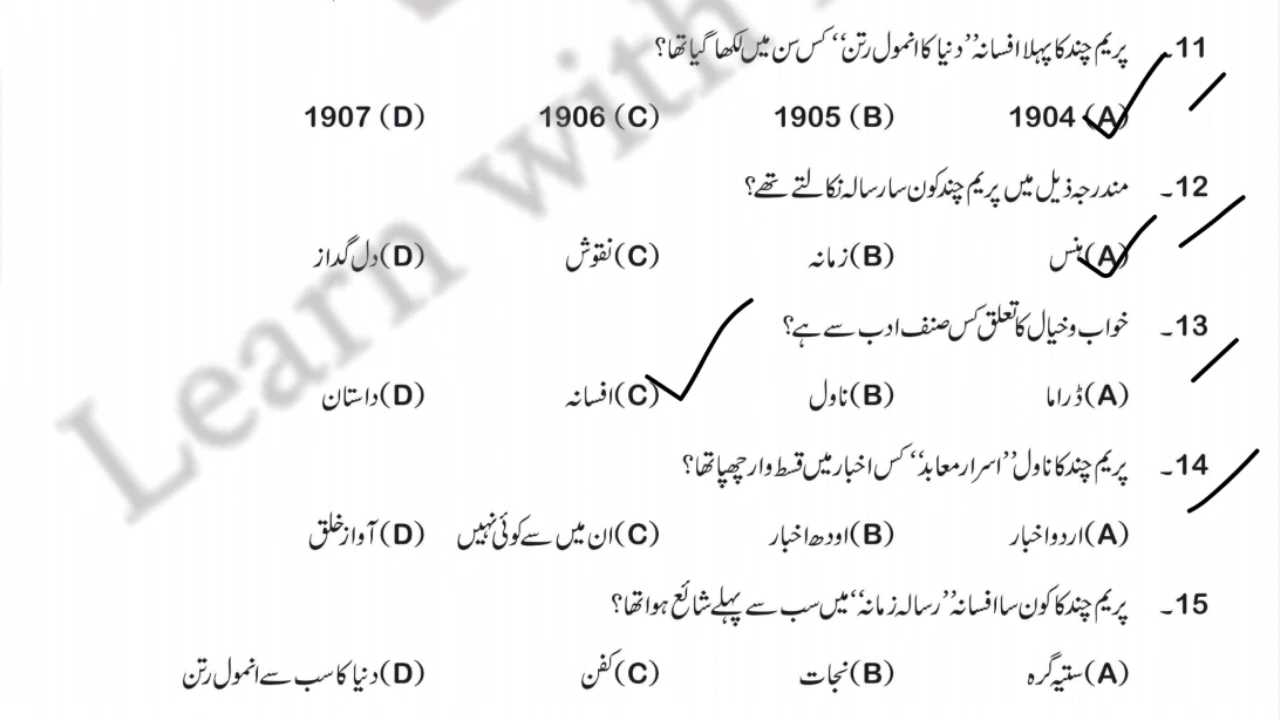 11۔ پریم چند کا پہلا افسانہ’’دنیا کا انمول رتن‘‘ کس سن میں لکھا گیا تھا؟
(A) 1904 (B) 1905 (C) 1906 (D) 1907
12۔ مندرجہ ذیل میں پریم چند کون سا رسالہ نکالتے تھے؟
(A) ہنس (B) زمانہ (C) نقوش (D) دل گداز
13۔ خواب و خیال کا تعلق کس صنف ادب سے ہے؟
(A) ڈراما (B) ناول (C) افسانہ (D) داستان
14۔ پریم چند کا ناول’’اسرار معابد‘‘ کس اخبار میں قسط وار چھپا تھا؟
(A) اردو اخبار (B) اودھ اخبار (C) ان میں سے کوئی نہیں (D) آواز خلق
15۔ پریم چند کا کون سا افسانہ’’رسالہ زمانہ‘‘میں سب سے پہلے شائع ہوا تھا؟
(A) ستیہ گرہ (B) نجات (C) کفن (D) دنیا کا سب سے انمول رتن
Learn with